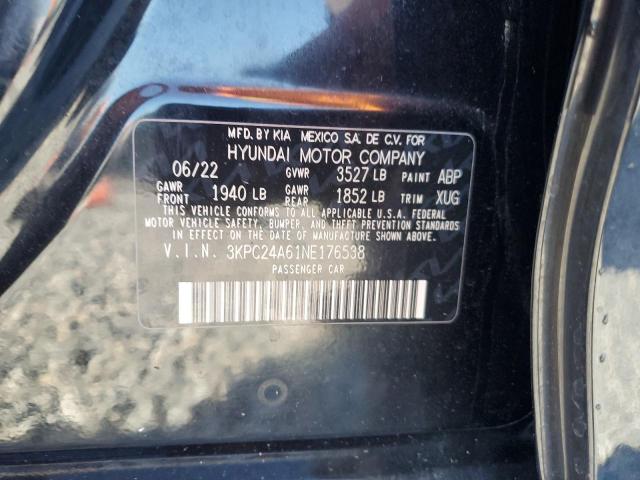 MFD. BY KIA MEXICO S.A. DE C.V. FOR
HYUNDAI MOTOR COMPANY
06/22 GVWR 3527 LB PAINT ABP
GAWR FRONT 1940 LB GAWR REAR 1852 LB TRIM XUG
THIS VEHICLE CONFORMS TO ALL APPLICABLE U.S.A. FEDERAL
MOTOR VEHICLE SAFETY, BUMPER, AND THEFT PREVENTION STANDARDS
IN EFFECT ON THE DATE OF MANUFACTURE SHOWN ABOVE.
V.I.N. 3KPC24A61NE176538
PASSENGER CAR